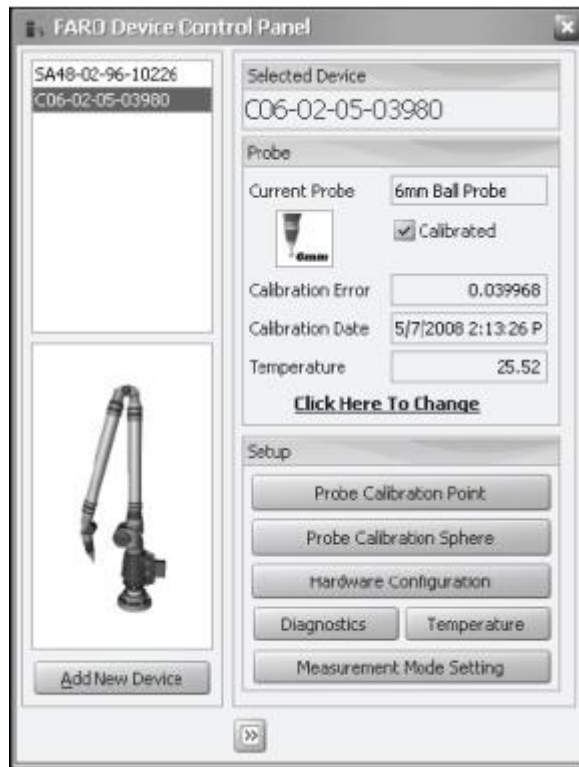 FARO Device Control Panel
SA48-02-96-10226
C06-02-05-03980
Selected Device
C06-02-05-03980
Probe
Current Probe
6mm Ball Probe
6mm
Calibrated
Calibration Error
0.039968
Calibration Date
5/7/2008 2:13:26 P
Temperature
25.52
Click Here To Change
Setup
Probe Calibration Point
Probe Calibration Sphere
Hardware Configuration
Diagnostics
Temperature
Measurement Mode Setting
Add New Device